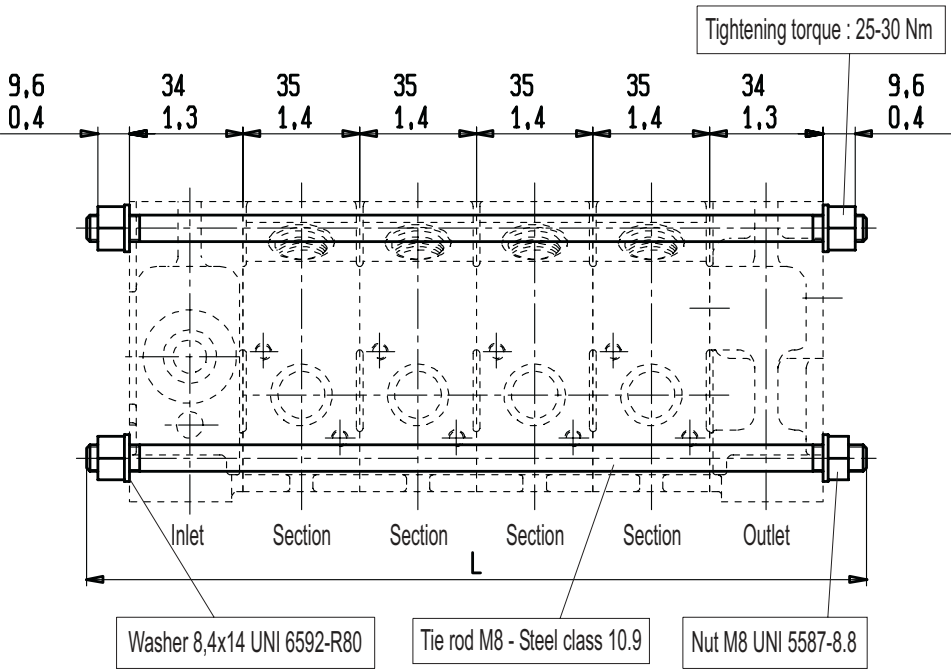 Tightening torque : 25-30 Nm
9,6 34 35 35 35 35 34 9,6
0,4 1,3 1,4 1,4 1,4 1,4 1,3 0,4
Inlet Section Section Section Section Outlet
L
Washer 8,4x14 UNI 6592-R80
Tie rod M8 - Steel class 10.9
Nut M8 UNI 5587-8.8